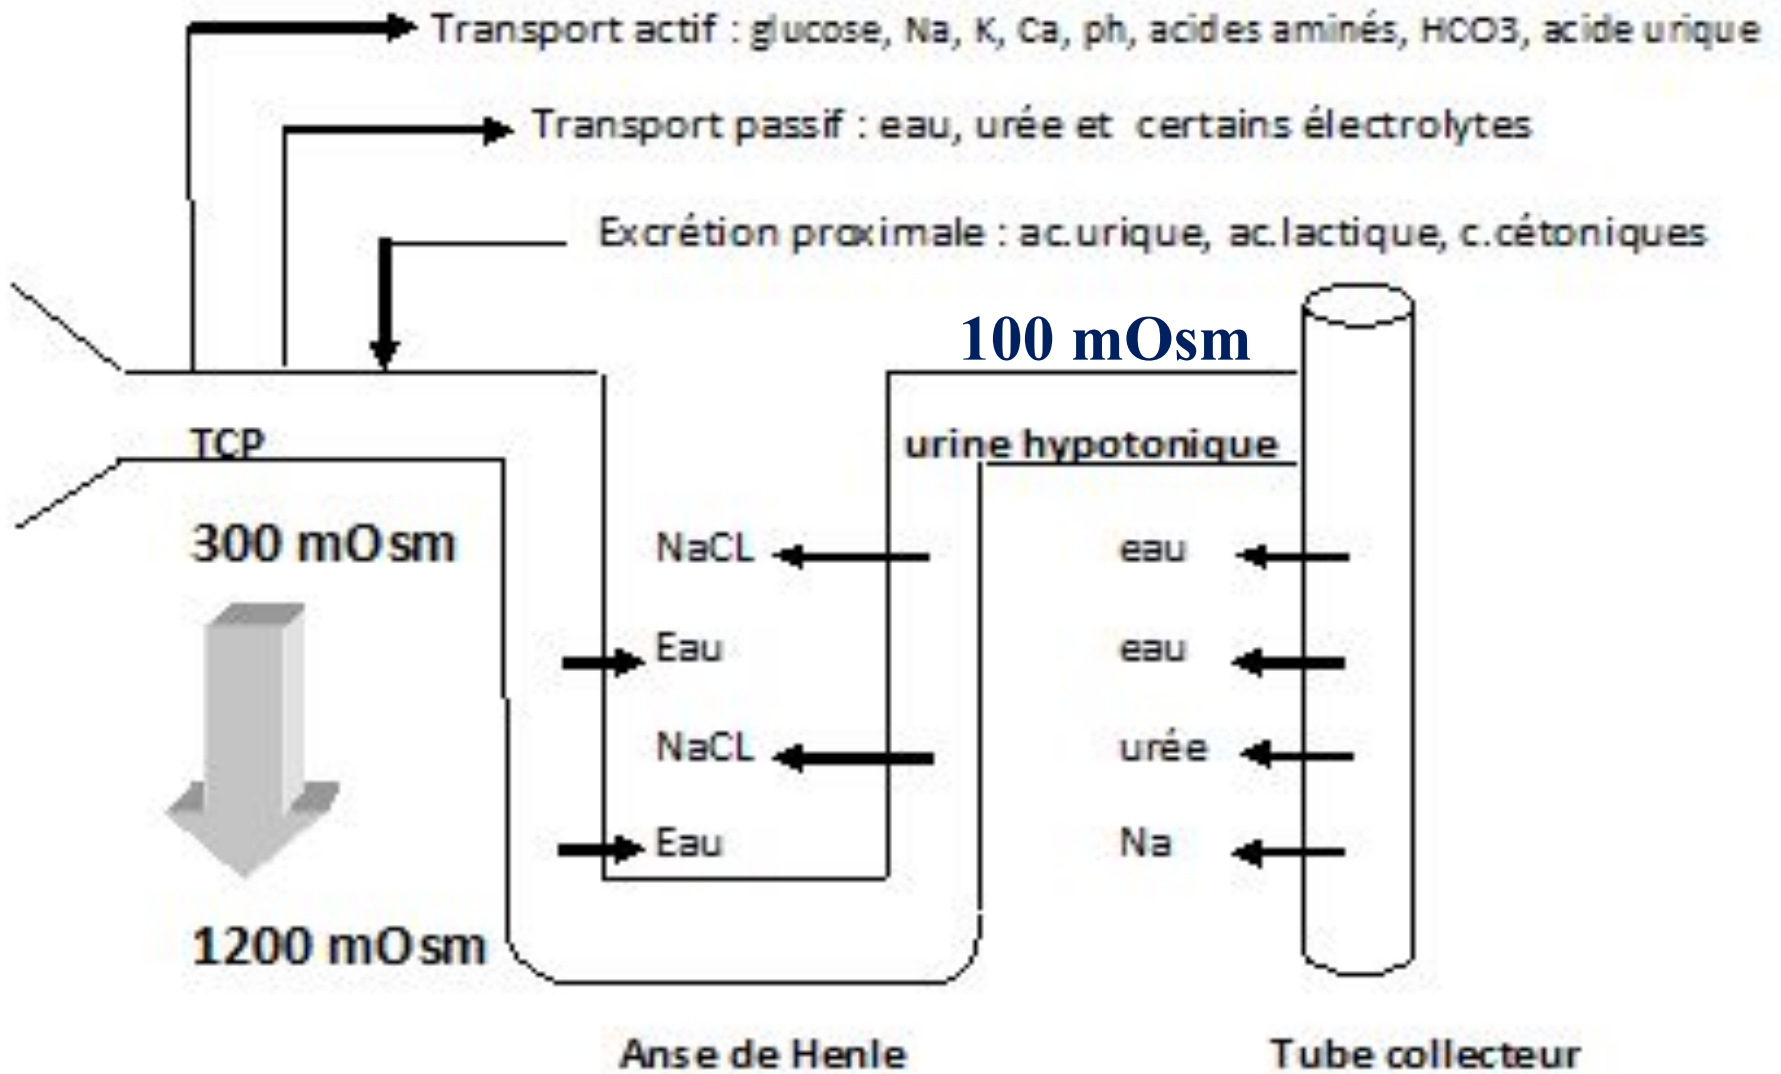 Transport actif : glucose, Na, K, Ca, ph, acides aminés, HCO3, acide urique
Transport passif : eau, urée et certains électrolytes
Excrétion proximale : ac.urique, ac.lactique, c.cétoniques
100 mOsm
TCP
urine hypotonique
300 mOsm
NaCL
eau
Eau
eau
NaCL
urée
Eau
Na
1200 mOsm
Anse de Henle
Tube collecteur